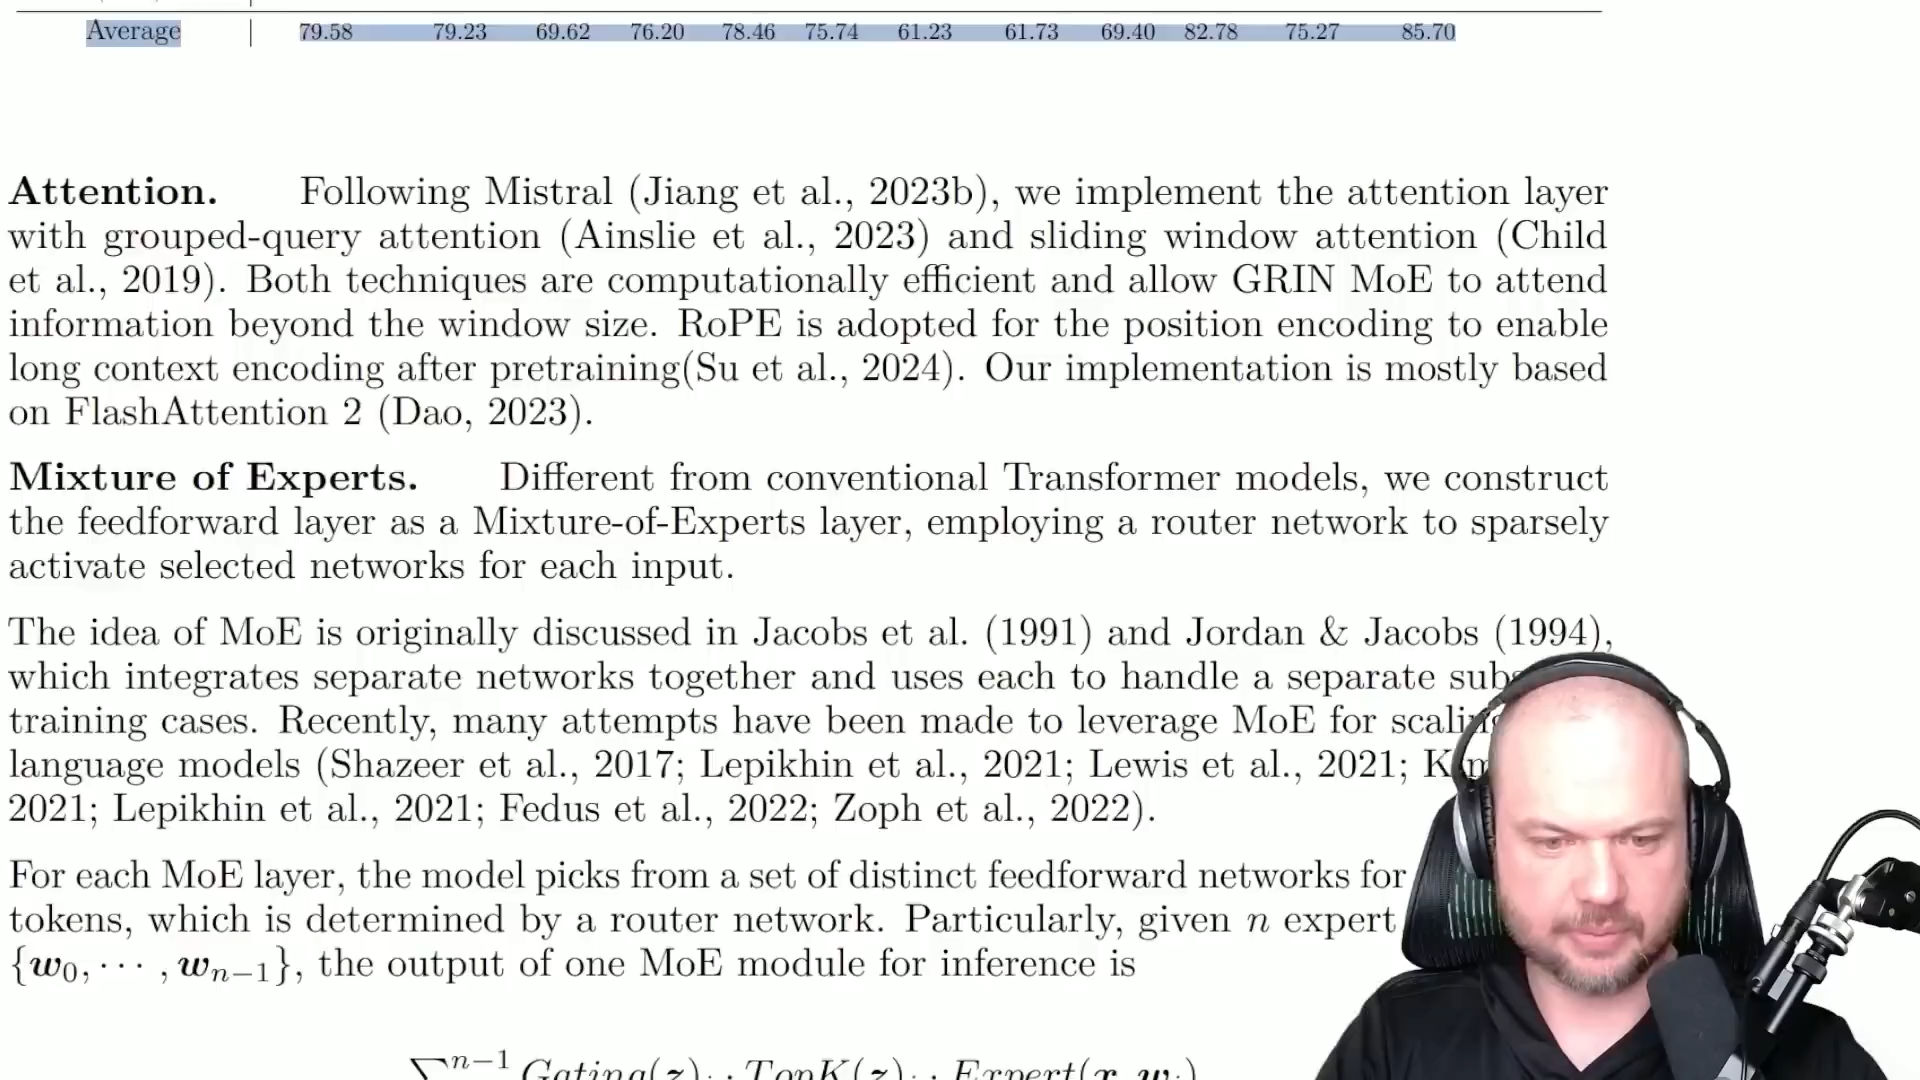 Average 79.58 79.23 69.62 76.20 78.46 75.74 61.23 61.73 69.40 82.78 75.27 85.70
Attention. Following Mistral (Jiang et al., 2023b), we implement the attention layer
with grouped-query attention (Ainslie et al., 2023) and sliding window attention (Child
et al., 2019). Both techniques are computationally efficient and allow GRIN MoE to attend
information beyond the window size. RoPE is adopted for the position encoding to enable
long context encoding after pretraining(Su et al., 2024). Our implementation is mostly based
on FlashAttention 2 (Dao, 2023).
Mixture of Experts. Different from conventional Transformer models, we construct
the feedforward layer as a Mixture-of-Experts layer, employing a router network to sparsely
activate selected networks for each input.
The idea of MoE is originally discussed in Jacobs et al. (1991) and Jordan & Jacobs (1994),
which integrates separate networks together and uses each to handle a separate
training cases. Recently, many attempts have been made to leverage MoE for
language models (Shazeer et al., 2017; Lepikhin et al., 2021; Lewis et al., 2021;
2021; Lepikhin et al., 2021; Fedus et al., 2022; Zoph et al., 2022).
For each MoE layer, the model picks from a set of distinct feedforward networks for
tokens, which is determined by a router network. Particularly, given n expert
{w₀, ⋯ , wₙ₋₁}, the output of one MoE module for inference is
∑ⁿ⁻¹ Gating(z) · TopK(z) · Expert(x, w )